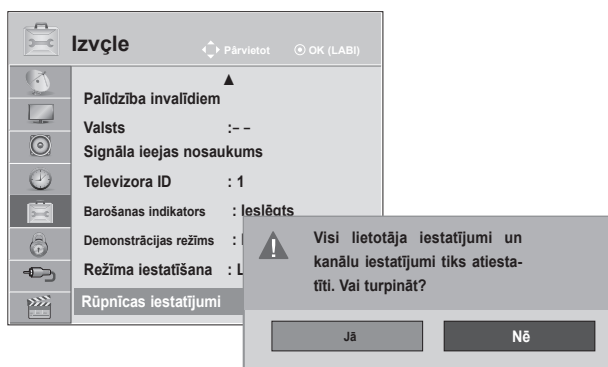 Izvçle
Pārvietot
OK (LABI)
▲
Palīdzība invalīdiem
Valsts :– –
Signāla ieejas nosaukums
Televizora ID : 1
Barošanas indikators : Ieslēgts
Demonstrācijas režīms :
Režīma iestatīšana : L
Rūpnīcas iestatījumi
Visi lietotāja iestatījumi un
kanālu iestatījumi tiks atiesta-
tīti. Vai turpināt?
Jā
Nē